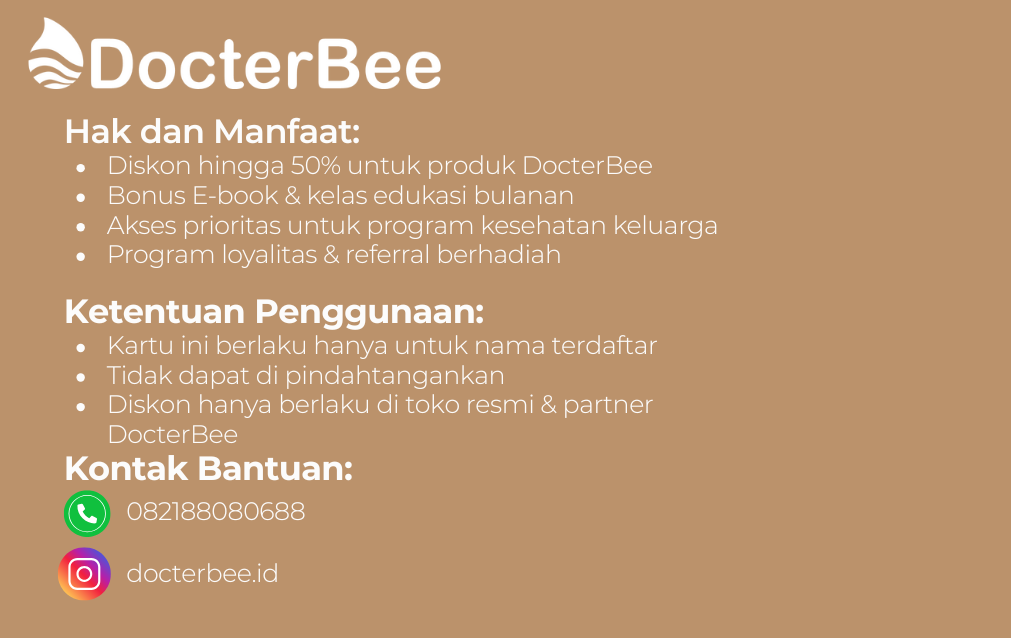 DocterBee
Hak dan Manfaat:
• Diskon hingga 50% untuk produk DocterBee
• Bonus E-book & kelas edukasi bulanan
• Akses prioritas untuk program kesehatan keluarga
• Program loyalitas & referral berhadiah
Ketentuan Penggunaan:
• Kartu ini berlaku hanya untuk nama terdaftar
• Tidak dapat di pindahtangankan
• Diskon hanya berlaku di toko resmi & partner
DocterBee
Kontak Bantuan:
082188080688
docterbee.id